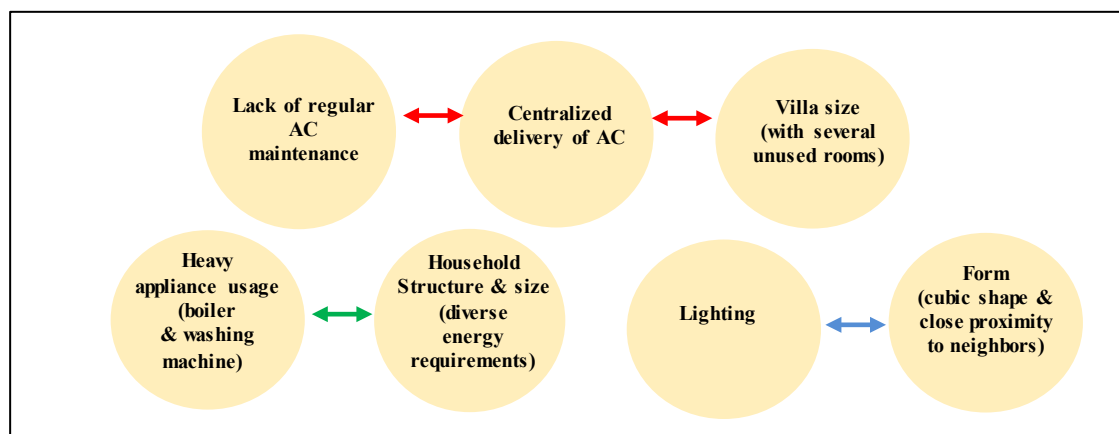 Lack of regular
AC
maintenance
Centralized
delivery of AC
Villa size
(with several
unused rooms)
Heavy
appliance usage
(boiler
& washing
machine)
Household
Structure & size
(diverse
energy
requirements)
Lighting
Form
(cubic shape &
close proximity
to neighbors)